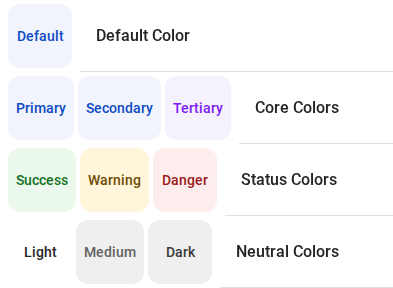 Default Default Color
Primary Secondary Tertiary Core Colors
Success Warning Danger Status Colors
Light Medium Dark Neutral Colors